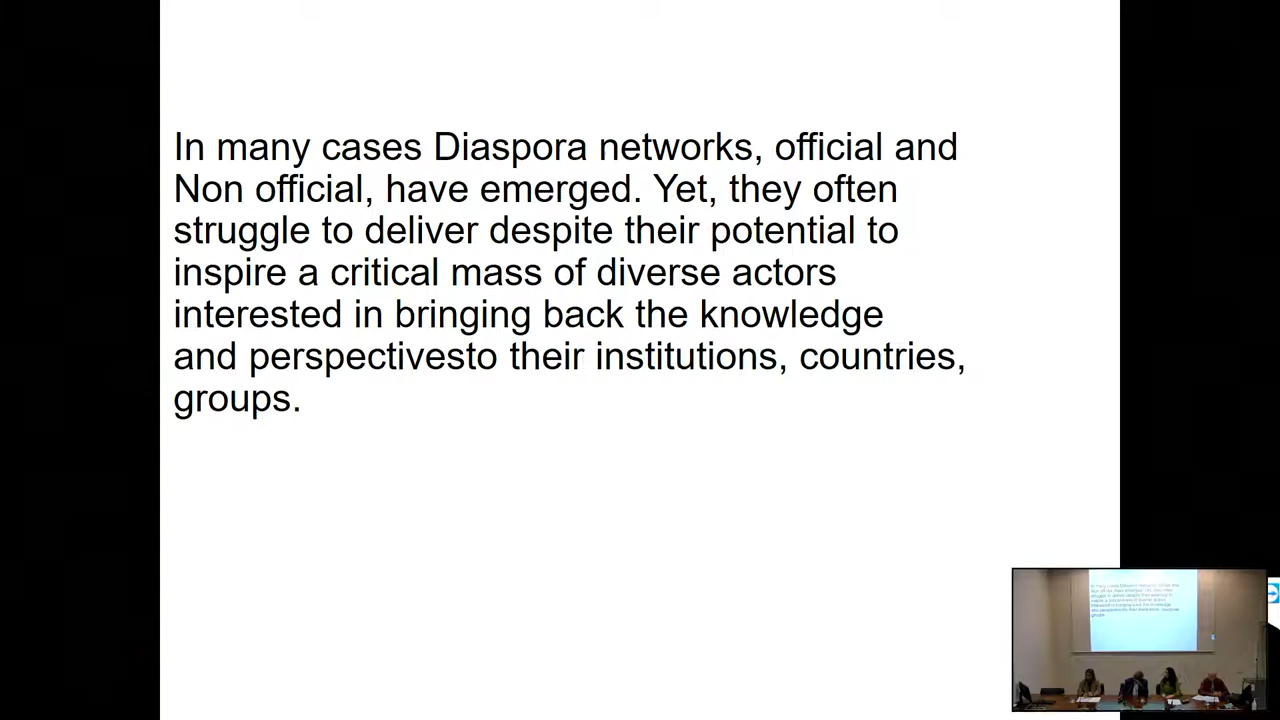 In many cases Diaspora networks, official and
Non official, have emerged. Yet, they often
struggle to deliver despite their potential to
inspire a critical mass of diverse actors
interested in bringing back the knowledge
and perspectivesto their institutions, countries,
groups.